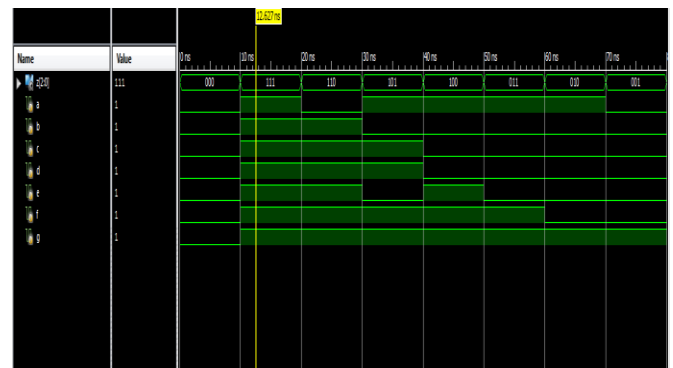 12.627 ns
Name Value 0 ns 10 ns 20 ns 30 ns 40 ns 50 ns 60 ns 70 ns
z[2:0] 111 000 111 110 101 100 011 010 001
a 1
b 1
c 1
d 1
e 1
f 1
g 1